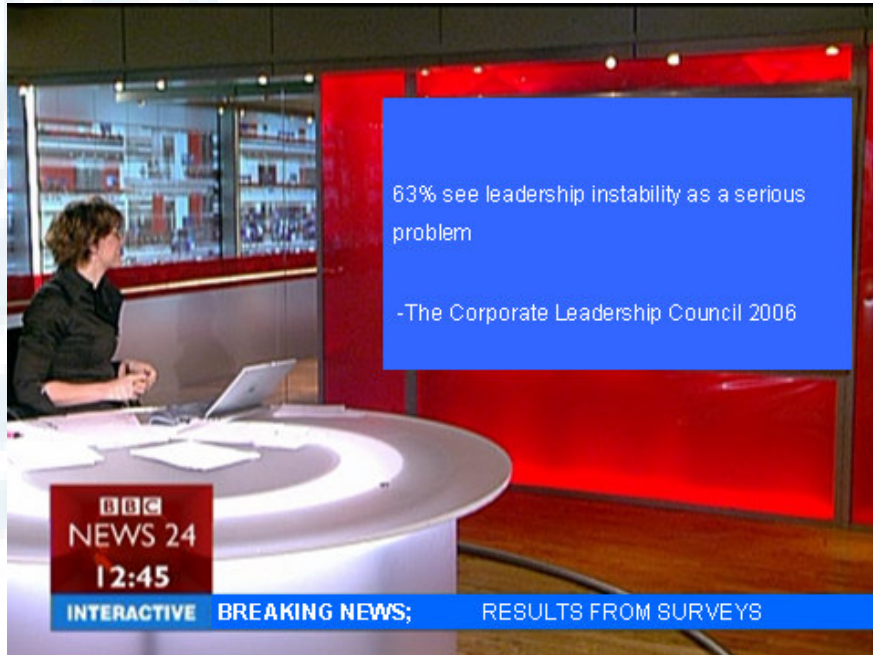 63% see leadership instability as a serious
problem
-The Corporate Leadership Council 2006
BBC
NEWS 24
12:45
INTERACTIVE BREAKING NEWS; RESULTS FROM SURVEYS